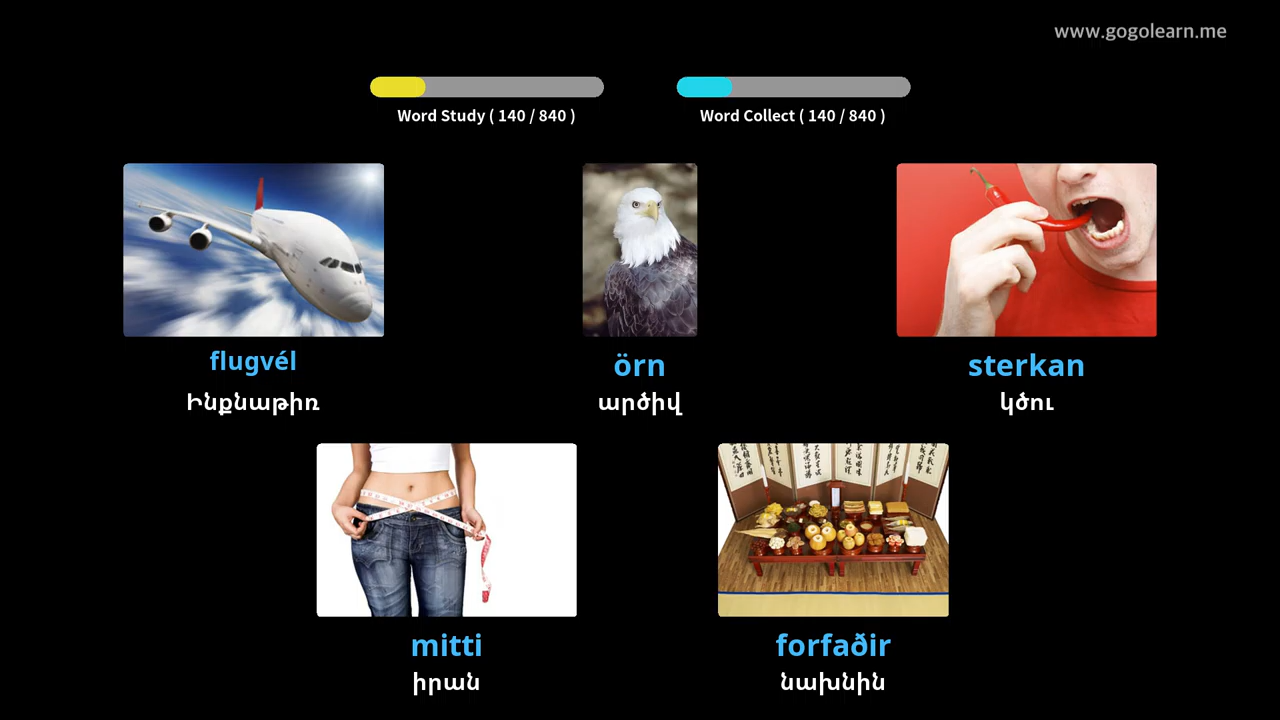 www.gogolearn.me
Word Study ( 140 / 840 )
Word Collect ( 140 / 840 )
flugvél
Ինքնաթիռ
örn
արծիվ
sterkan
կծու
mitti
իրան
forfaðir
նախնին